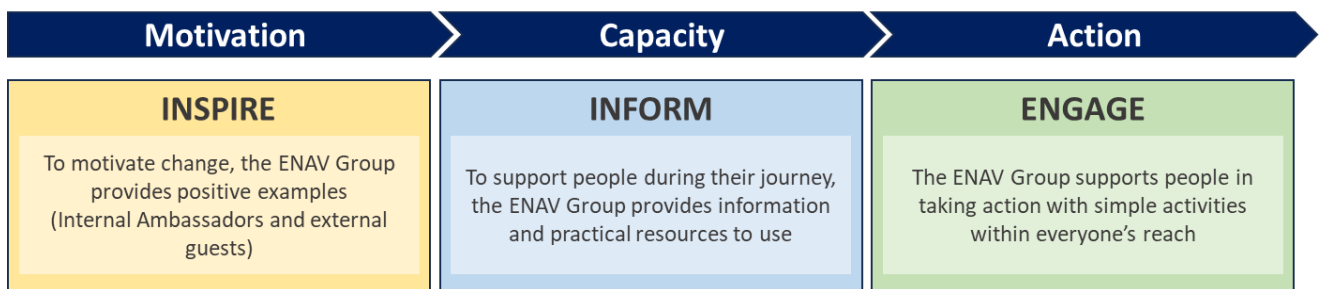 Motivation
Capacity
Action
INSPIRE
To motivate change, the ENAV Group
provides positive examples
(Internal Ambassadors and external
guests)
INFORM
To support people during their journey,
the ENAV Group provides information
and practical resources to use
ENGAGE
The ENAV Group supports people in
taking action with simple activities
within everyone’s reach